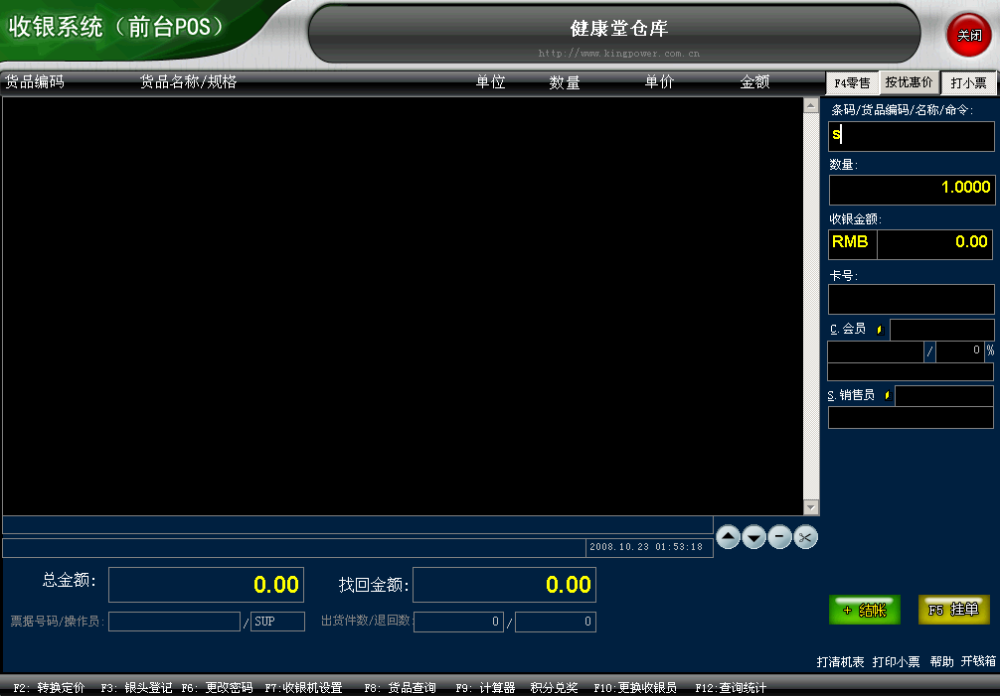 收银系统（前台POS）
健康堂仓库
http://www.kingpower.com.cn
关闭
货品编码 货品名称/规格 单位 数量 单价 金额
F4零售 按优惠价 打小票
条码/货品编码/名称/命令:
s
数量:
1.0000
收银金额:
RMB 0.00
卡号:
C.会员
/ 0 %
S.销售员
2008.10.23 01:53:18
总金额: 0.00 找回金额: 0.00
票据号码/操作员: / SUP 出货件数/退回数: 0 / 0
+ 结帐 F5 挂单
打清机表 打印小票 帮助 开钱箱
F2: 转换定价 F3: 银头登记 F6: 更改密码 F7:收银机设置 F8: 货品查询 F9: 计算器 积分兑奖 F10:更换收银员 F12:查询统计